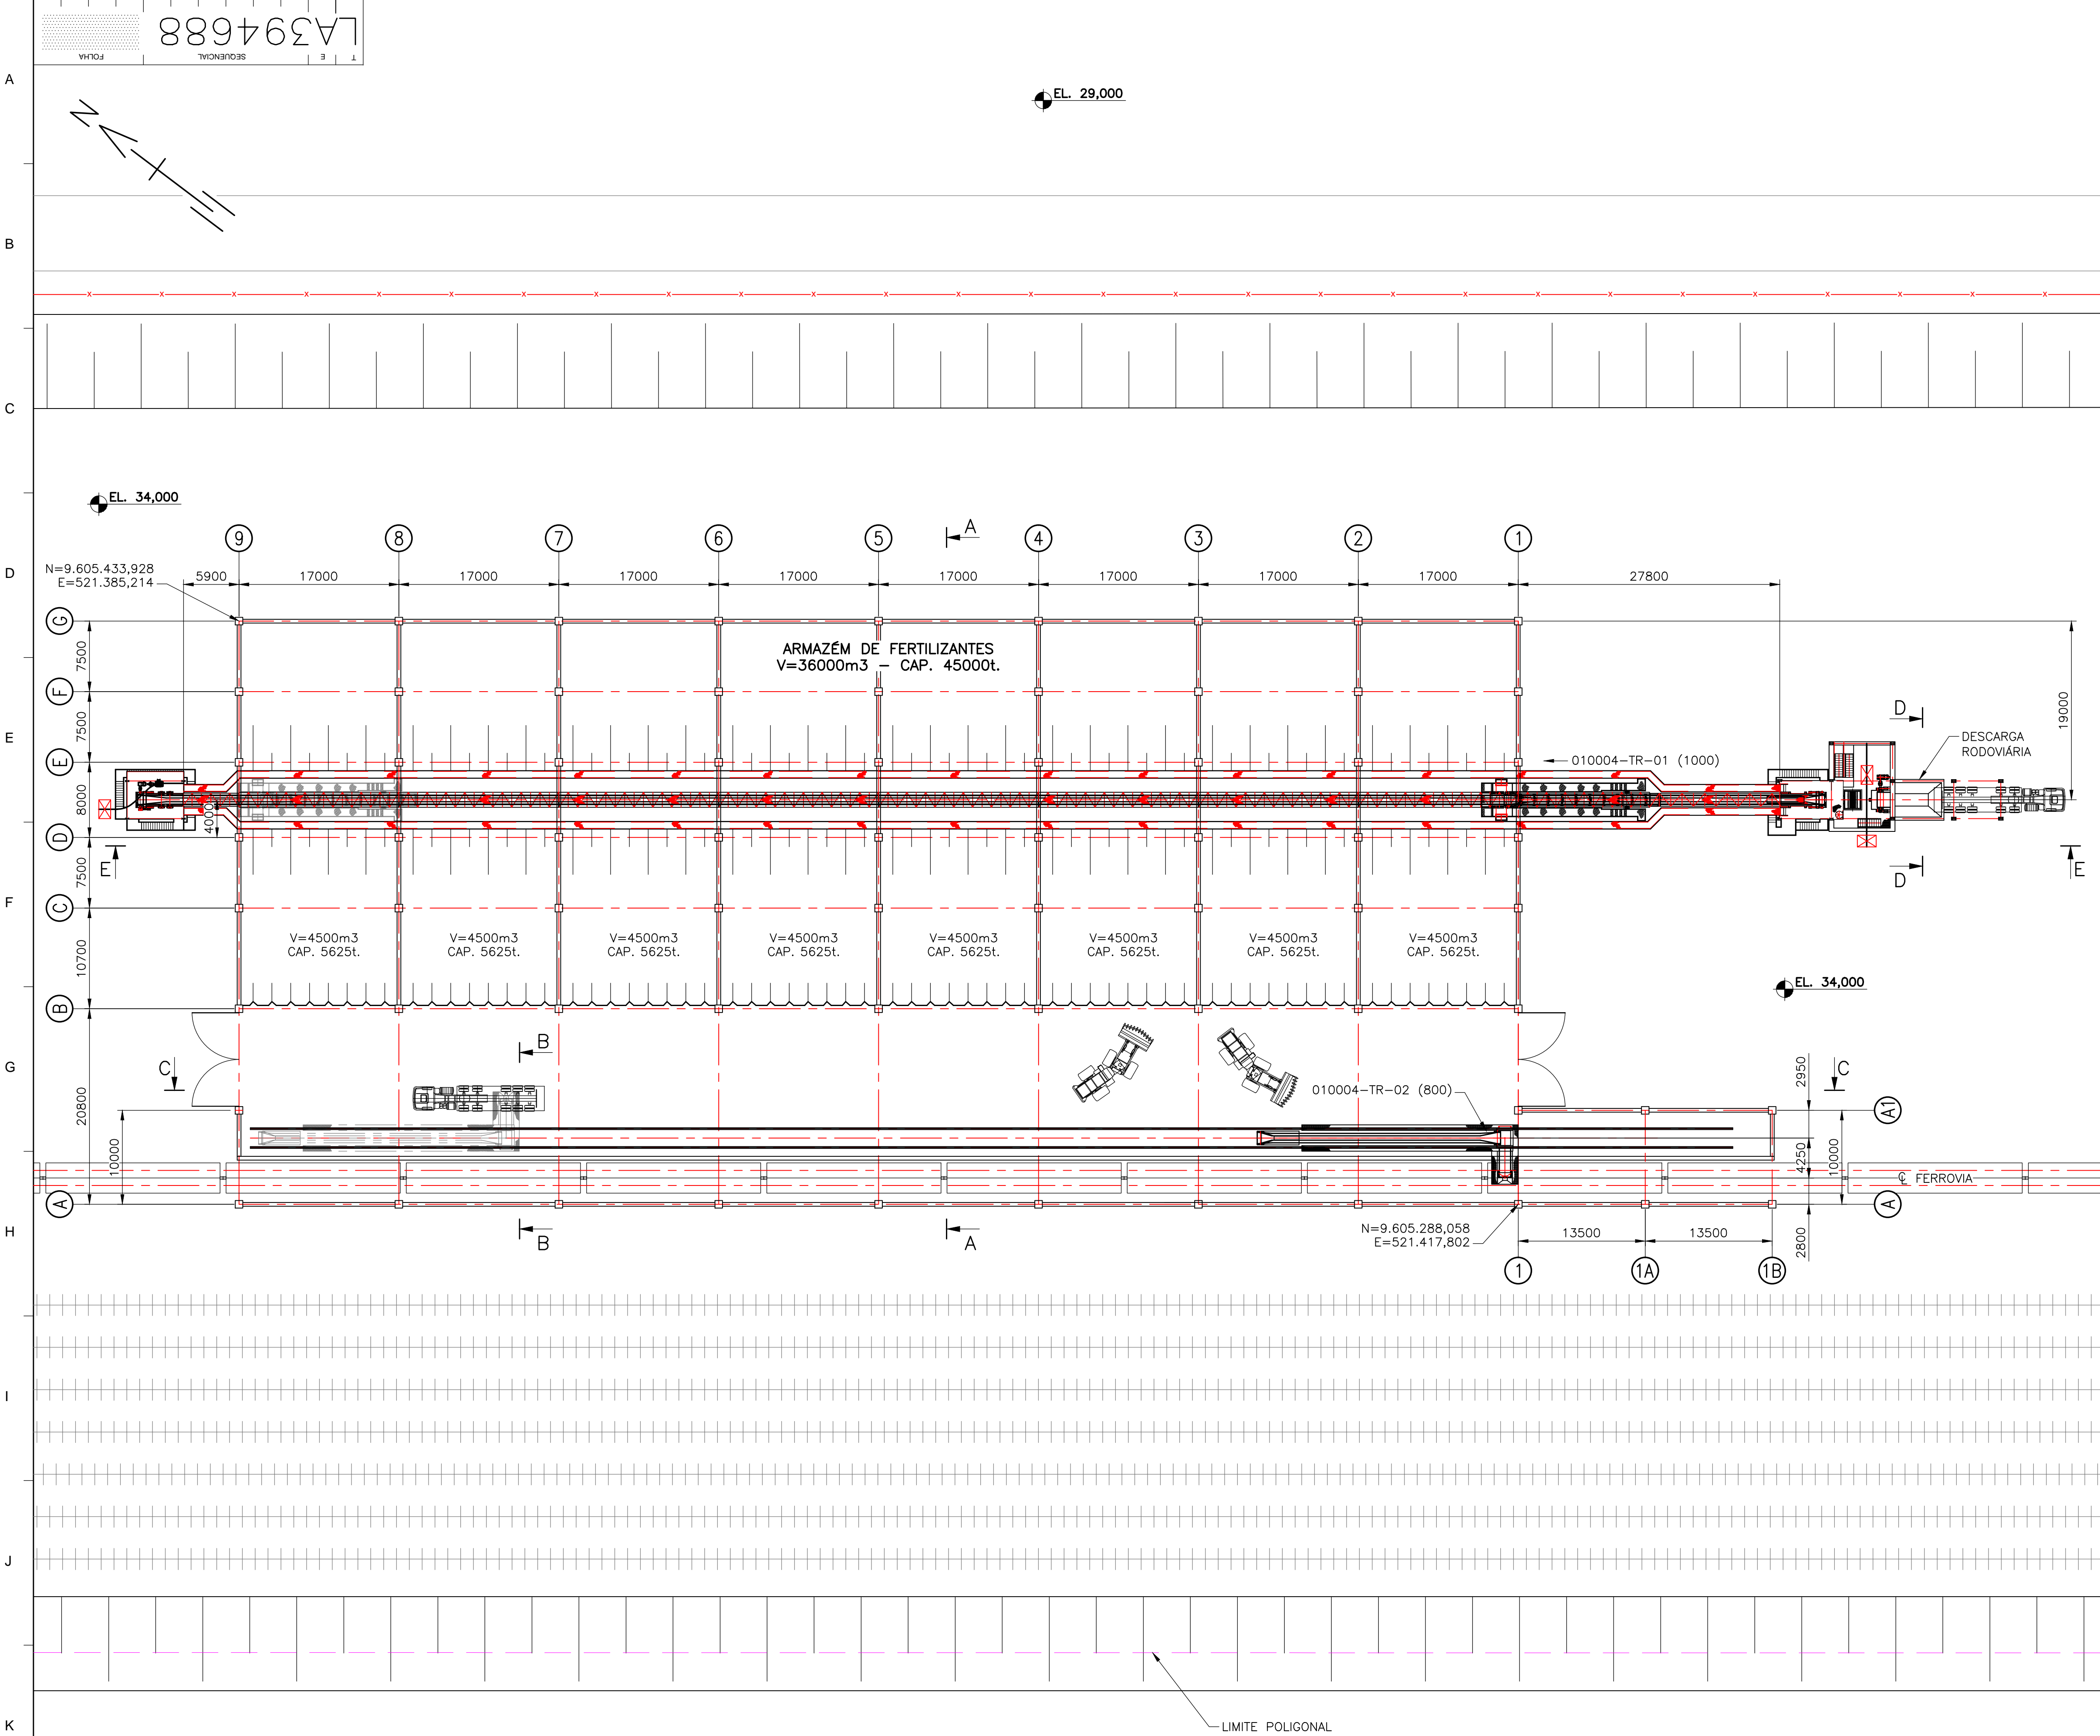 LA394688
FOLHA
SEQUENCIAL
E
T
A
B
C
D
E
F
G
H
I
J
K
N
EL. 29,000
EL. 34,000
9
8
7
6
5
A
4
3
2
1
N=9.605.433,928
E=521.385,214
5900
17000
17000
17000
17000
17000
17000
17000
17000
27800
G
7500
ARMAZÉM DE FERTILIZANTES
V=36000m3 – CAP. 45000t.
F
7500
19000
D
DESCARGA
RODOVIÁRIA
E
010004-TR-01 (1000)
8000
4000
D
E
7500
D
E
C
V=4500m3
CAP. 5625t.
V=4500m3
CAP. 5625t.
V=4500m3
CAP. 5625t.
V=4500m3
CAP. 5625t.
V=4500m3
CAP. 5625t.
V=4500m3
CAP. 5625t.
V=4500m3
CAP. 5625t.
V=4500m3
CAP. 5625t.
10700
EL. 34,000
B
B
C
C
2950
20800
010004-TR-02 (800)
A1
10000
4250
10000
℄ FERROVIA
A
A
B
A
N=9.605.288,058
E=521.417,802
13500
13500
2800
1
1A
1B
LIMITE POLIGONAL